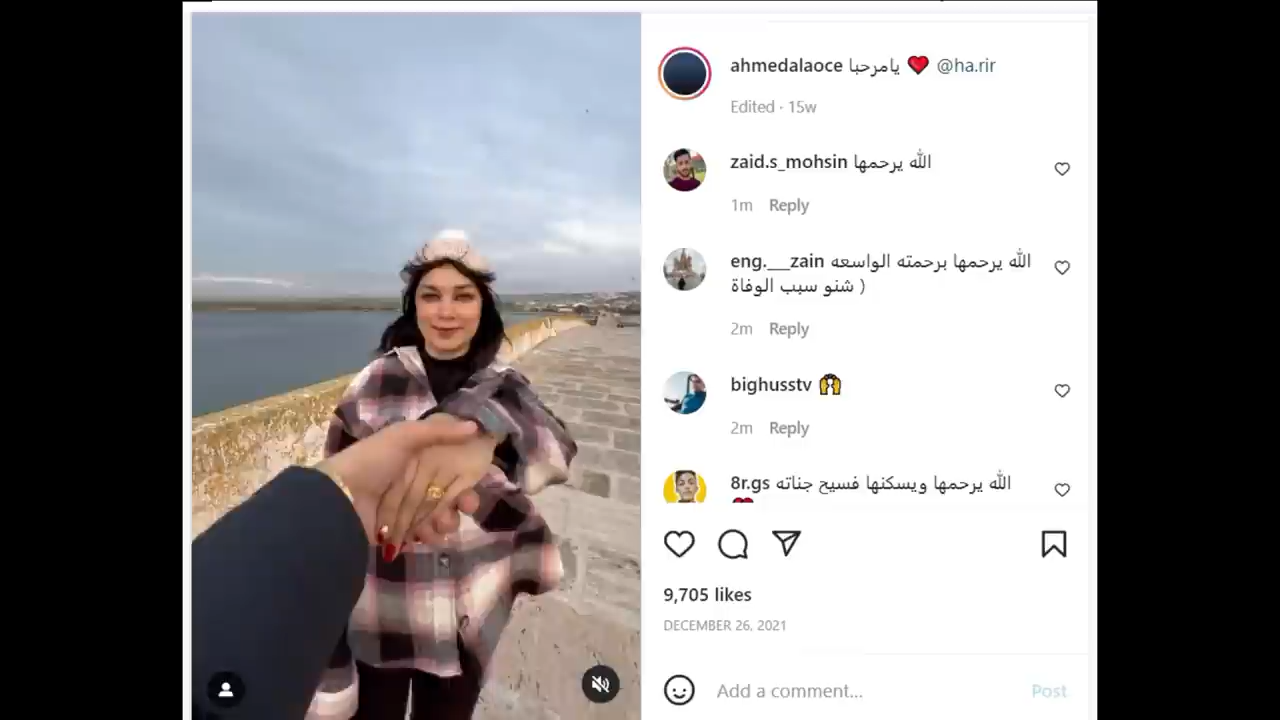 ahmedalaoce يامرحبا ❤️ @ha.rir
Edited · 15w
zaid.s_mohsin الله يرحمها
1m Reply
eng.___zain الله يرحمها برحمته الواسعه
شنو سبب الوفاة )
2m Reply
bighusstv 🙌
2m Reply
8r.gs الله يرحمها ويسكنها فسيح جناته
9,705 likes
DECEMBER 26, 2021
Add a comment... Post